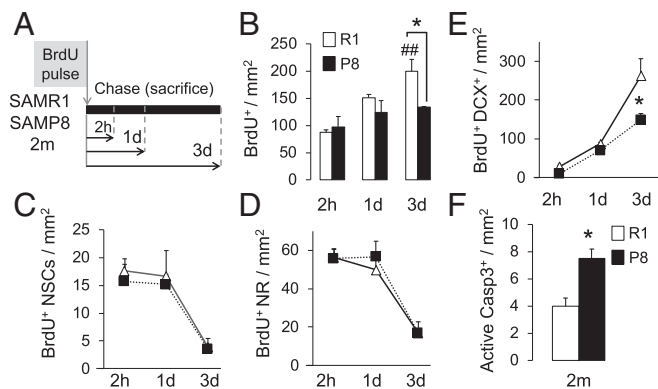 A
BrdU
pulse
SAMR1
SAMP8
2m
Chase (sacrifice)
2h
1d
3d
B
BrdU⁺ / mm²
250
200
150
100
50
0
2h
1d
3d
R1
P8
##
*
E
BrdU⁺ DCX⁺ / mm²
300
200
100
0
2h
1d
3d
*
C
BrdU⁺ NSCs / mm²
25
20
15
10
5
0
2h
1d
3d
D
BrdU⁺ NR / mm²
60
40
20
0
2h
1d
3d
F
Active Casp3⁺ / mm²
10
8
6
4
2
0
2m
*
R1
P8